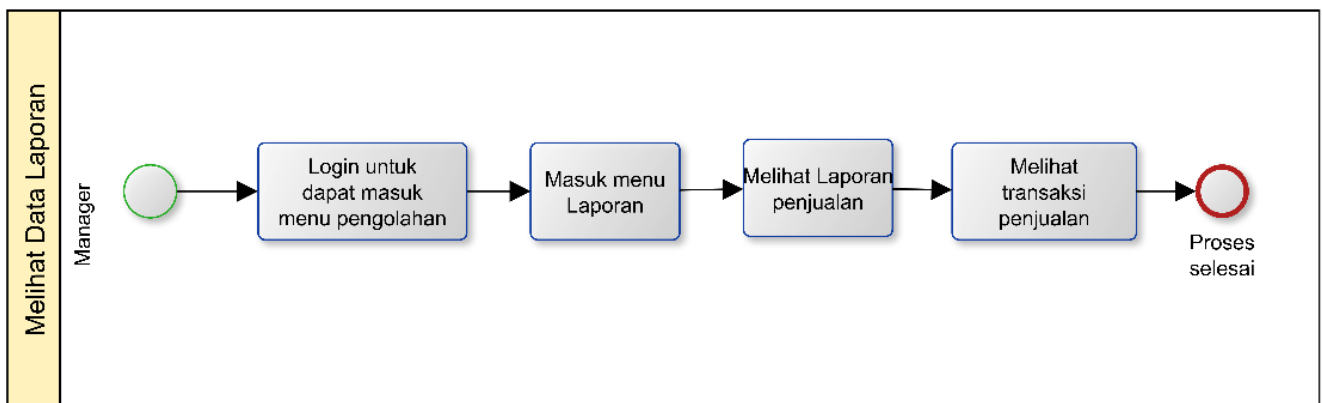 Melihat Data Laporan
Manager
Login untuk
dapat masuk
menu pengolahan
Masuk menu
Laporan
Melihat Laporan
penjualan
Melihat
transaksi
penjualan
Proses
selesai